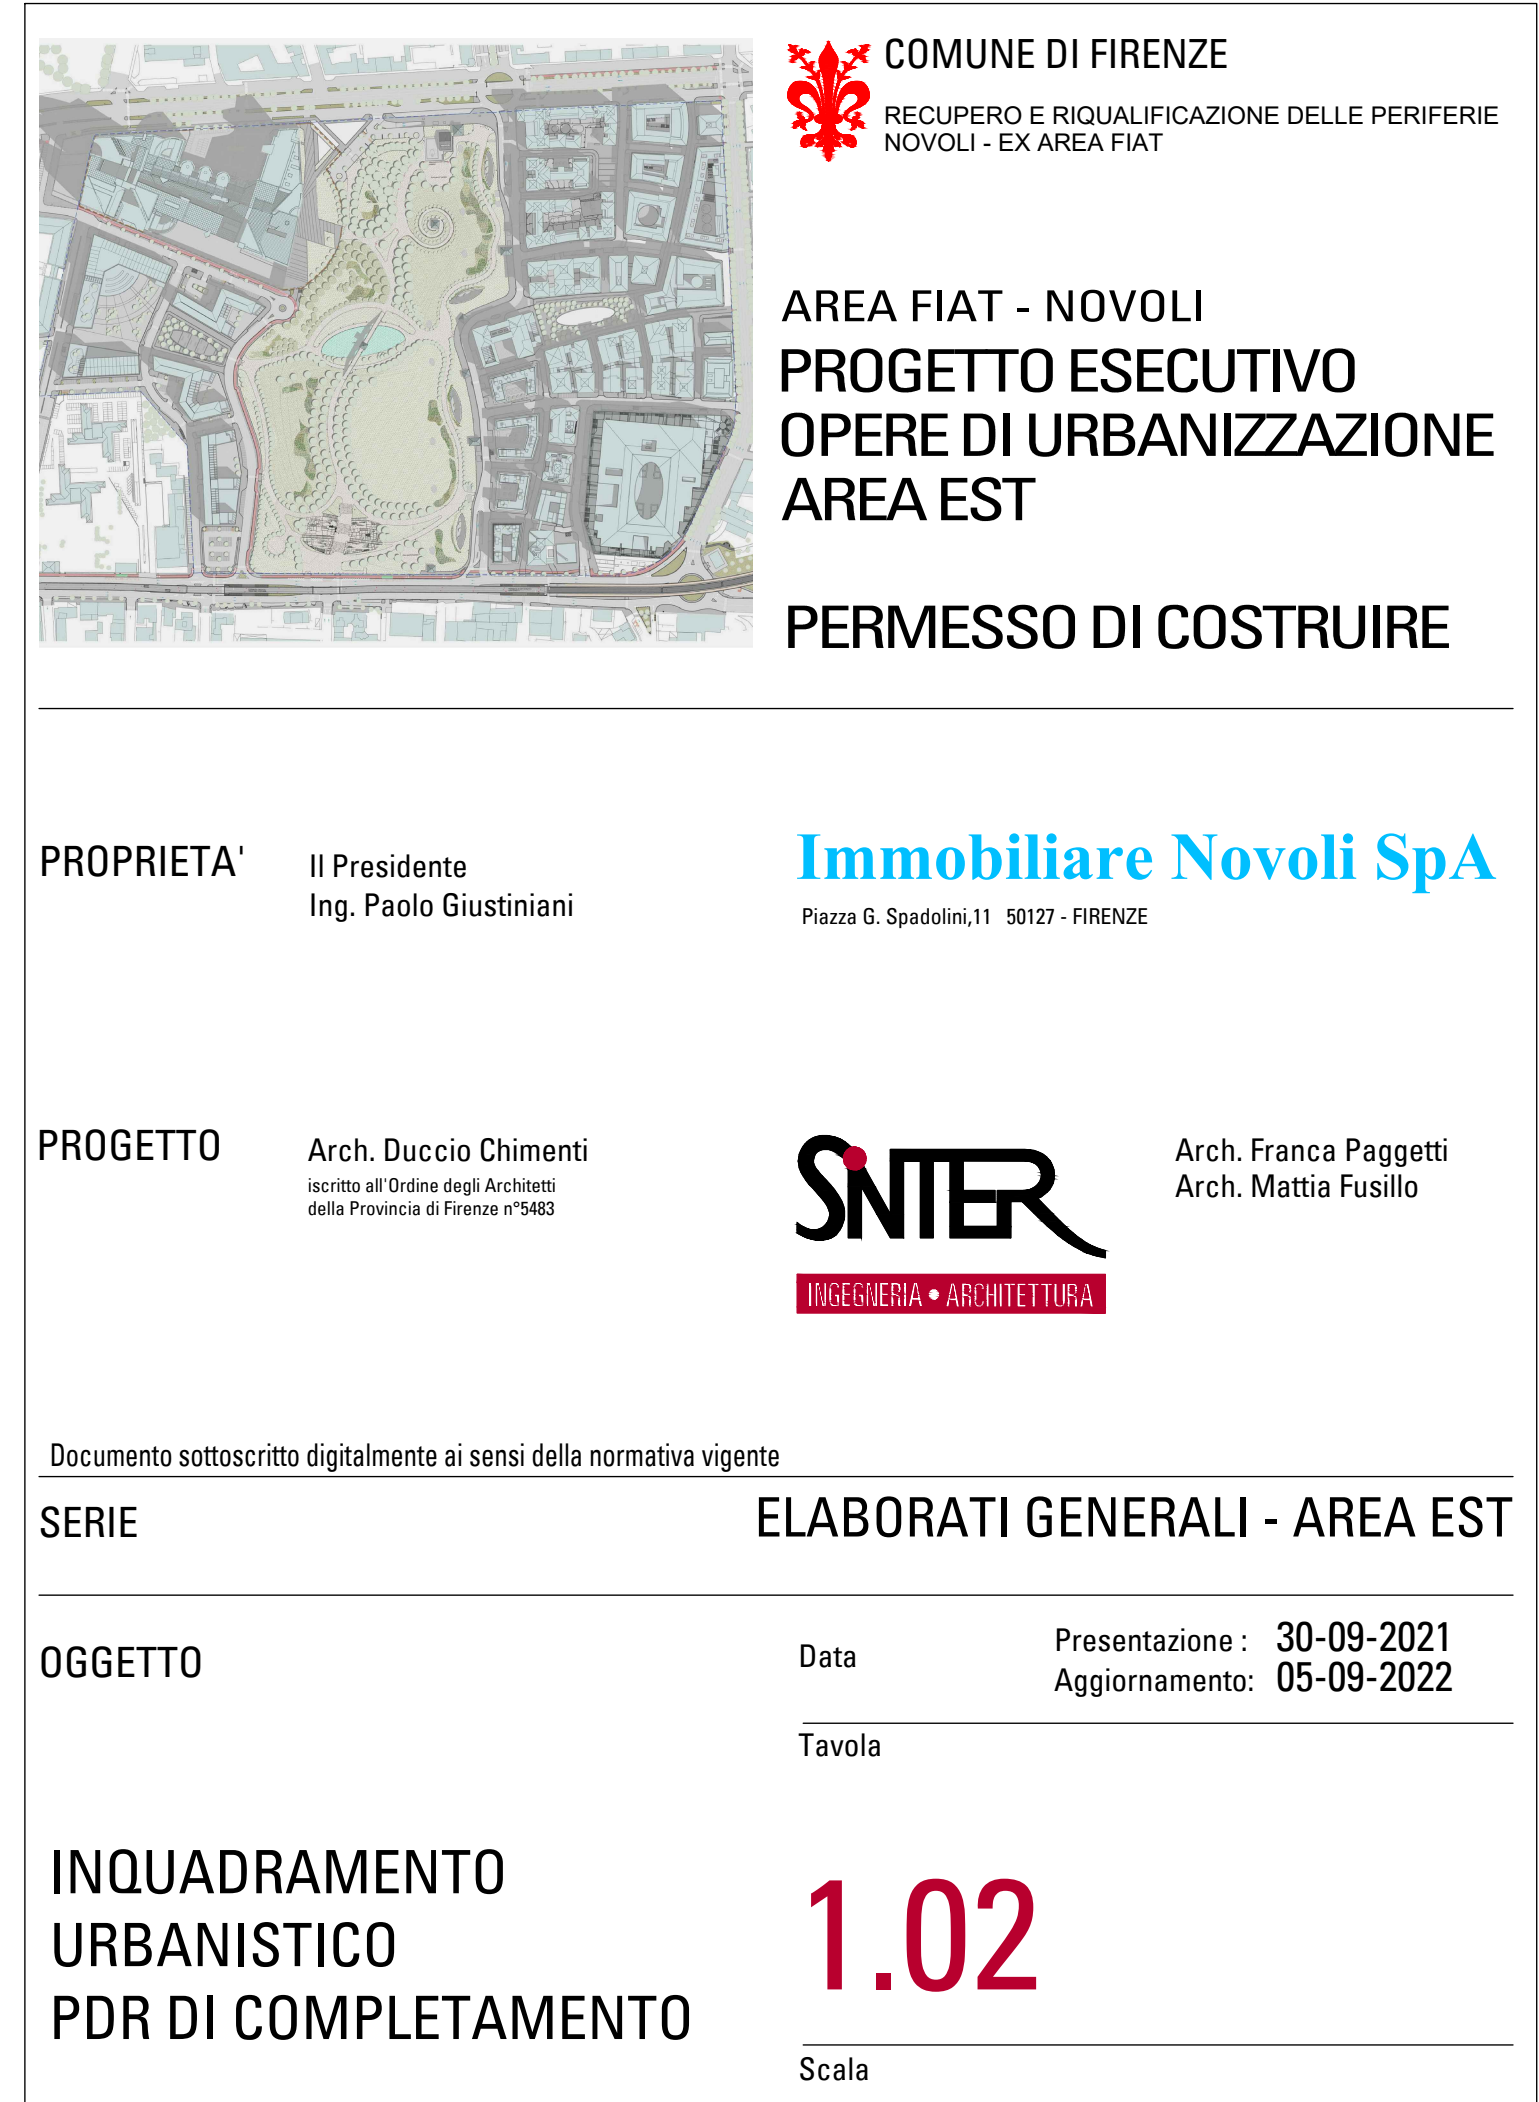 COMUNE DI FIRENZE
RECUPERO E RIQUALIFICAZIONE DELLE PERIFERIE
NOVOLI - EX AREA FIAT
AREA FIAT - NOVOLI
PROGETTO ESECUTIVO
OPERE DI URBANIZZAZIONE
AREA EST
PERMESSO DI COSTRUIRE
PROPRIETA'
Il Presidente
Ing. Paolo Giustiniani
Immobiliare Novoli SpA
Piazza G. Spadolini,11 50127 - FIRENZE
PROGETTO
Arch. Duccio Chimenti
iscritto all'Ordine degli Architetti
della Provincia di Firenze n°5483
SINTER
INGEGNERIA • ARCHITETTURA
Arch. Franca Paggetti
Arch. Mattia Fusillo
Documento sottoscritto digitalmente ai sensi della normativa vigente
SERIE
ELABORATI GENERALI - AREA EST
OGGETTO
Data
Presentazione : 30-09-2021
Aggiornamento: 05-09-2022
Tavola
INQUADRAMENTO
URBANISTICO
PDR DI COMPLETAMENTO
1.02
Scala